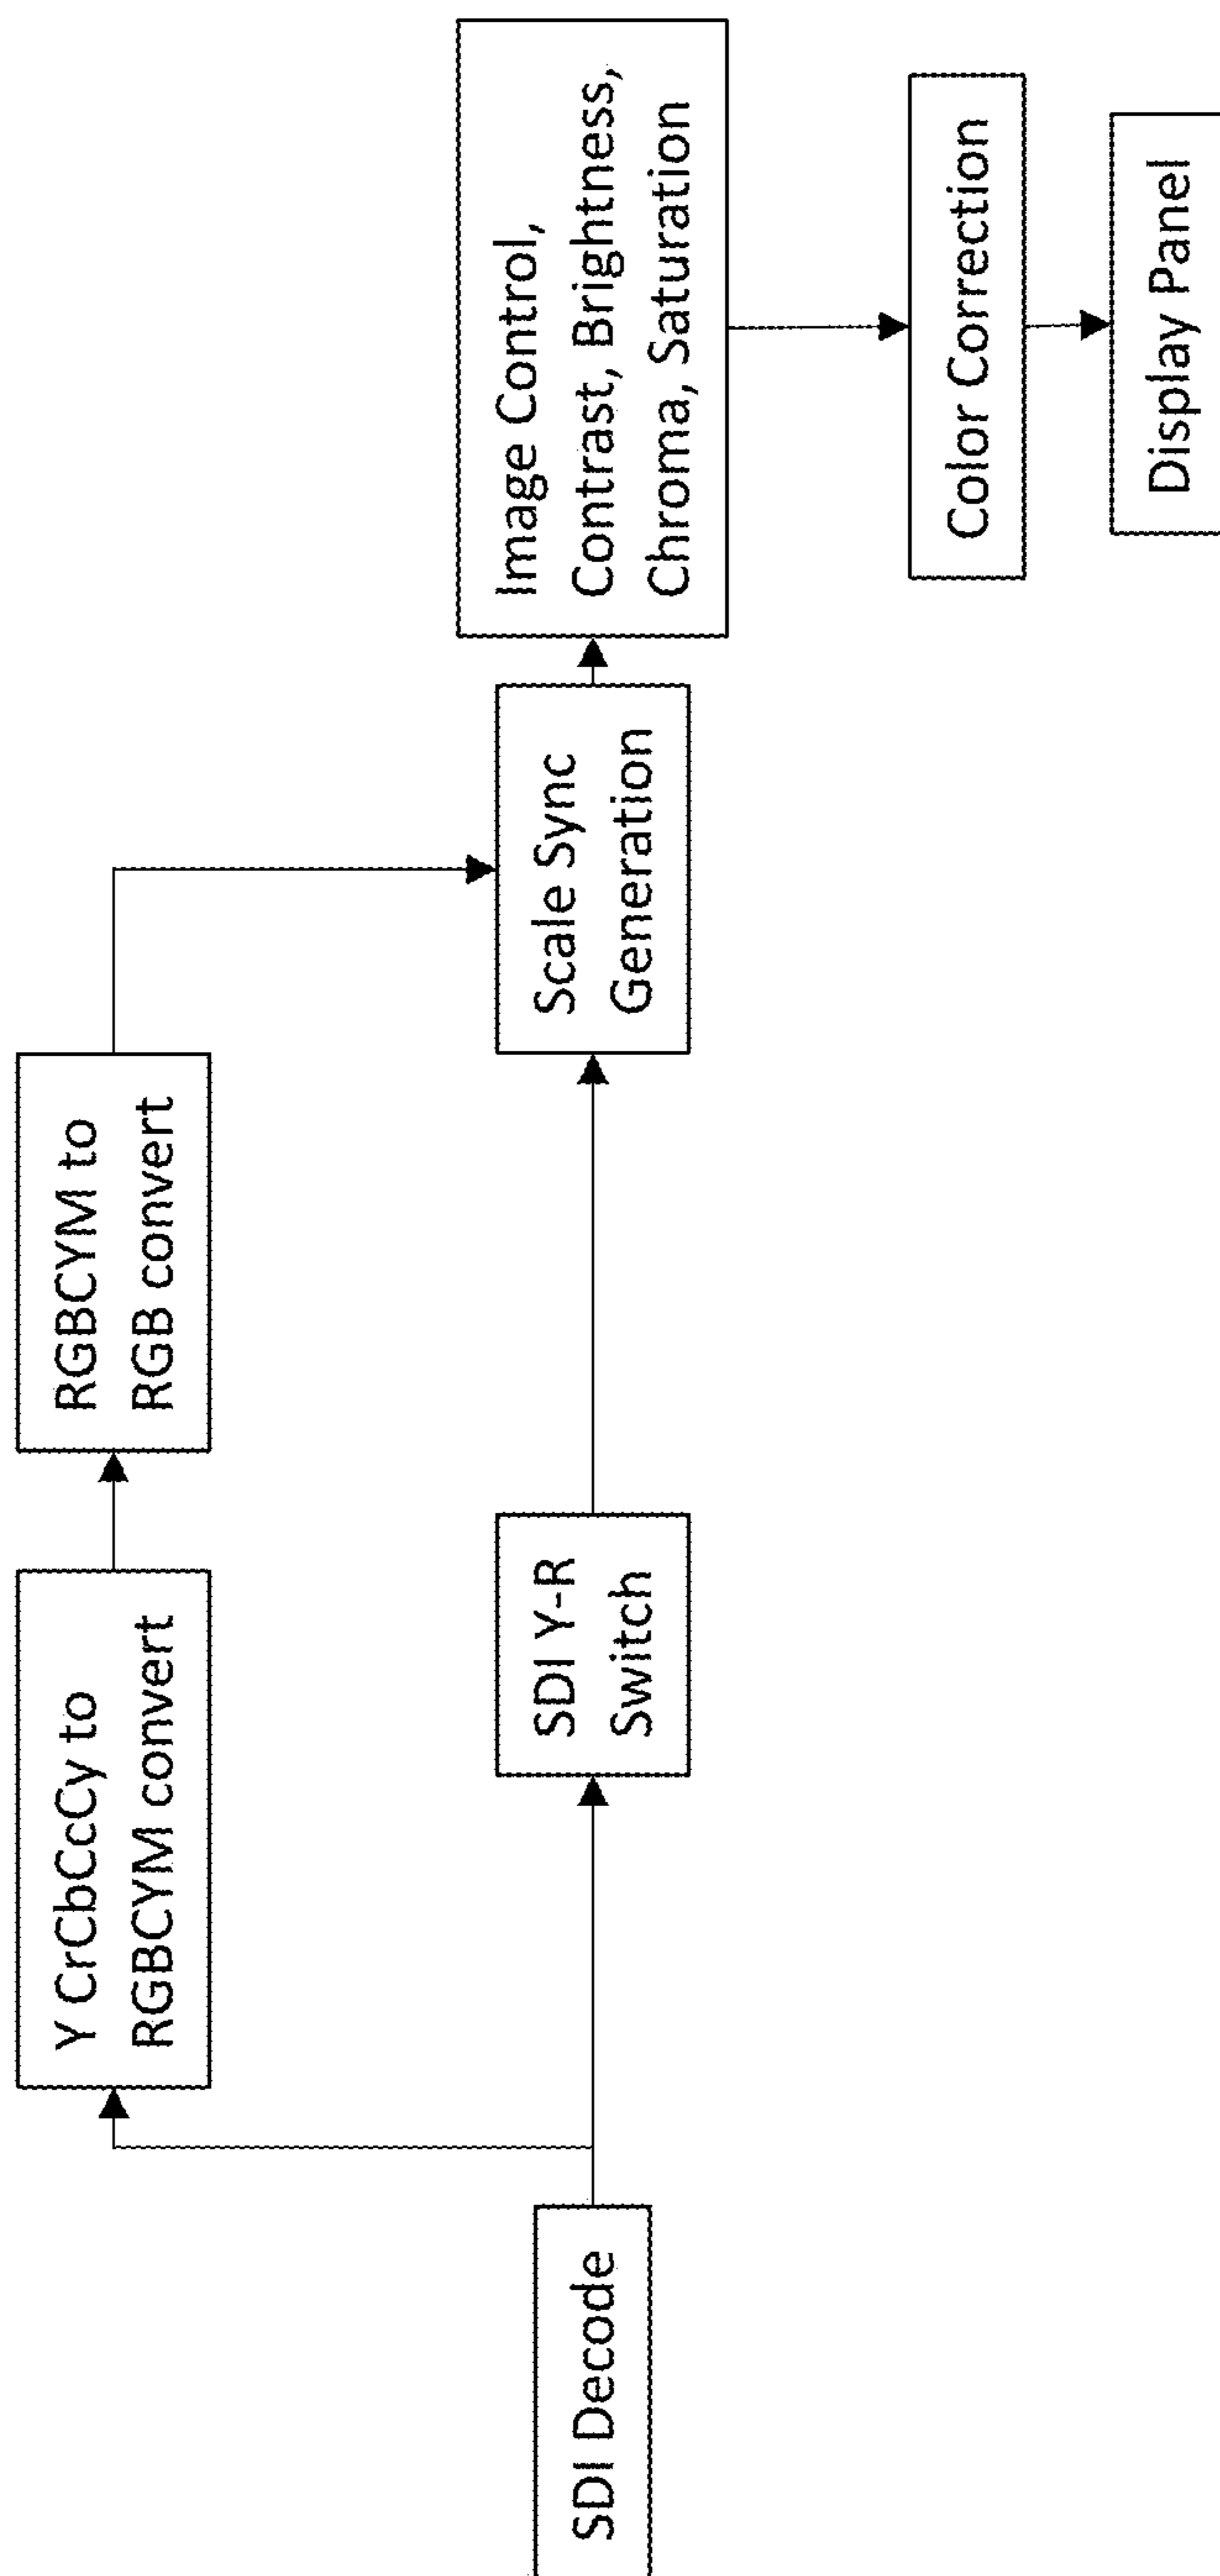 Y CrCbCcCy to
RGBCYM convert
RGBCYM to
RGB convert
SDI Decode
SDI Y-R
Switch
Scale Sync
Generation
Image Control,
Contrast, Brightness,
Chroma, Saturation
Color Correction
Display Panel